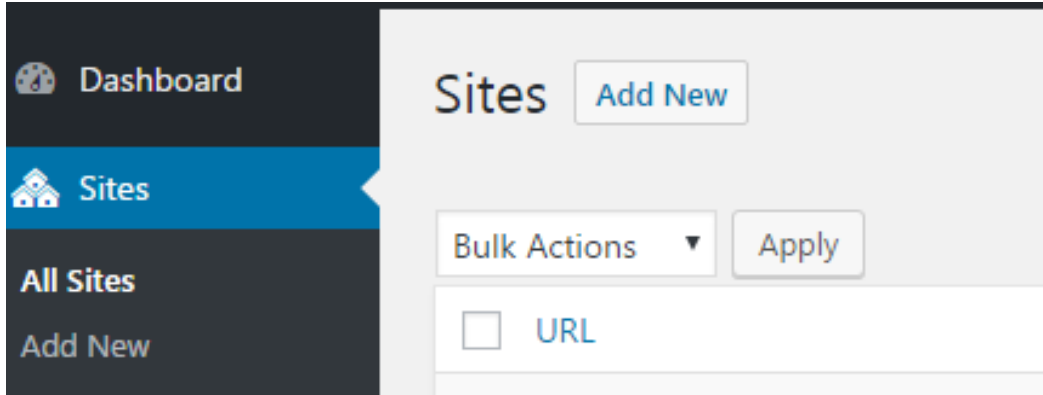 Dashboard
Sites
All Sites
Add New
Sites Add New
Bulk Actions Apply
URL